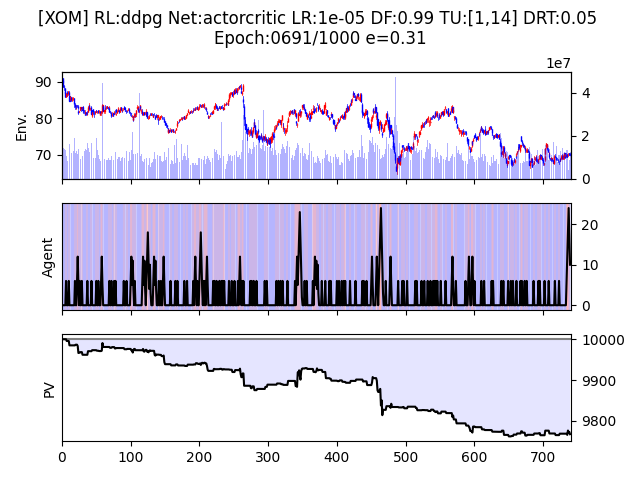 [XOM] RL:ddpg Net:actorcritic LR:1e-05 DF:0.99 TU:[1,14] DRT:0.05
Epoch:0691/1000 e=0.31
1e7
90
80
70
Env.
4
2
0
Agent
20
10
0
PV
10000
9900
9800
0 100 200 300 400 500 600 700